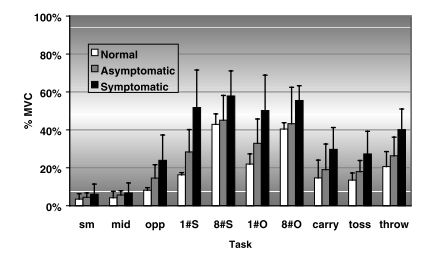 100%
Normal
Asymptomatic
Symptomatic
80%
60%
% MVC
40%
20%
0%
sm mid opp 1#S 8#S 1#O 8#O carry toss throw
Task